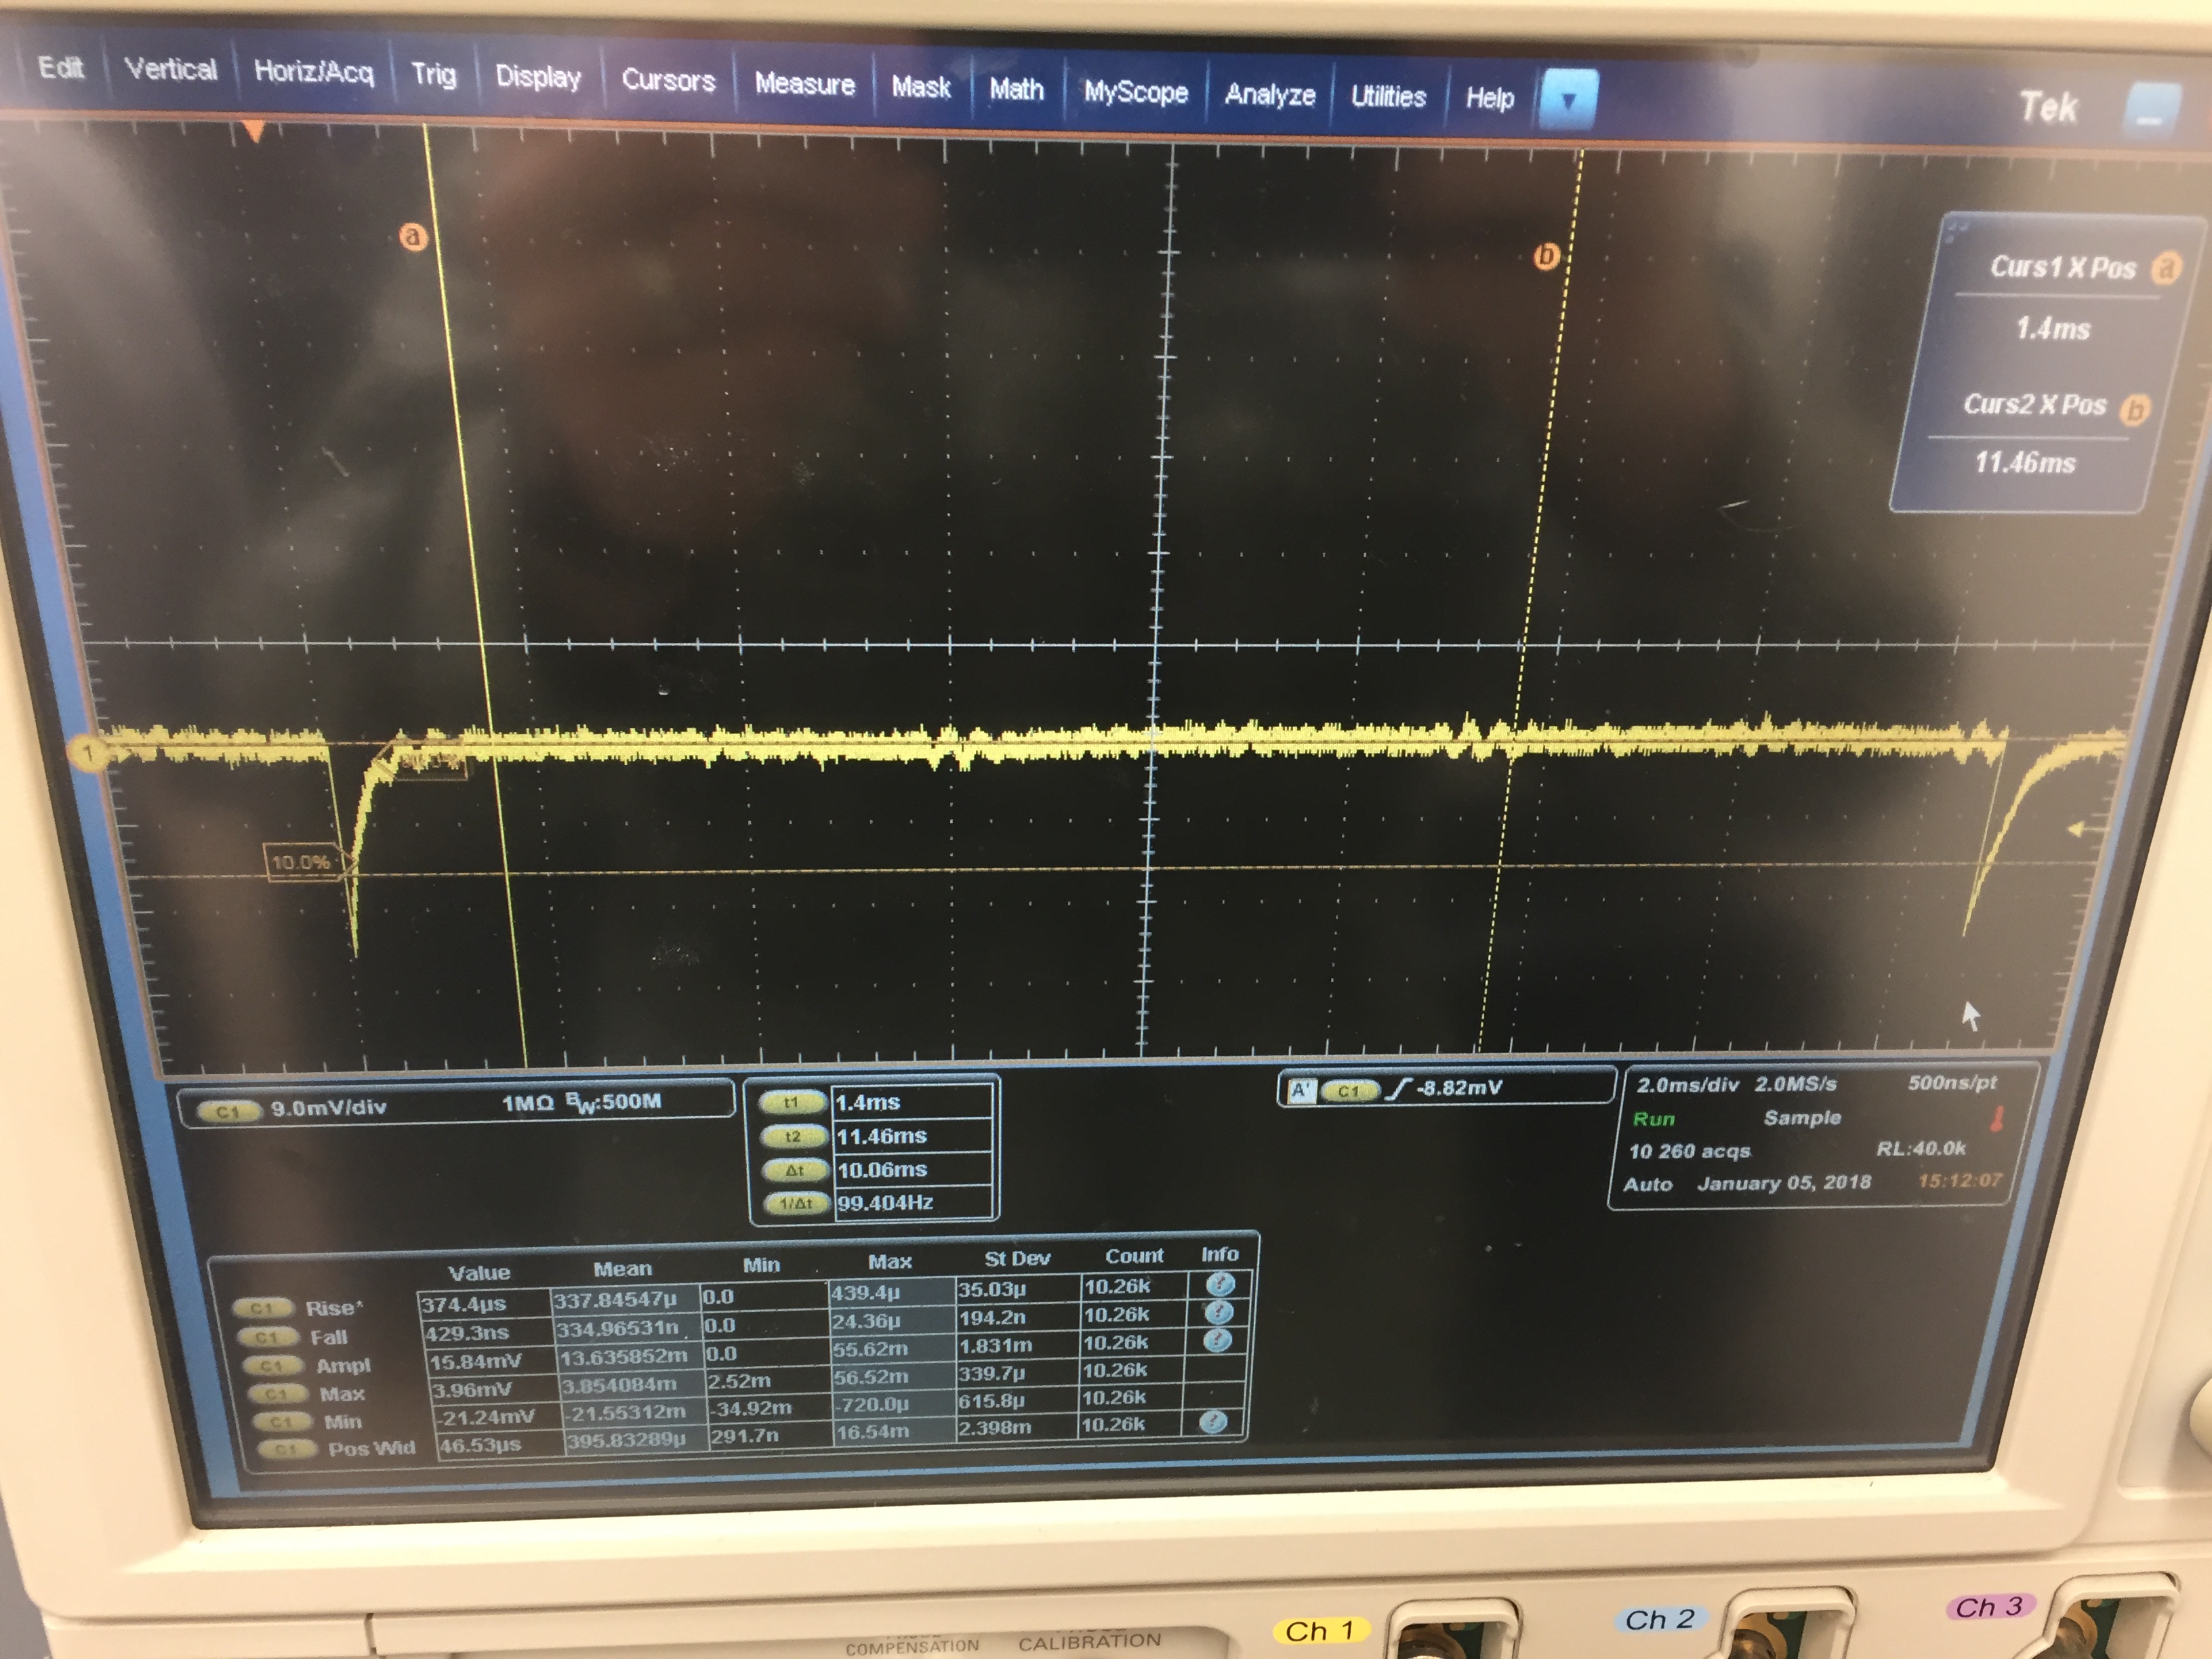 Edit Vertical Horiz/Acq Trig Display Cursors Measure Mask Math MyScope Analyze Utilities Help Tek
a
b
Curs1 X Pos a
1.4ms
Curs2 X Pos b
11.46ms
1
10.0%
C1 9.0mV/div 1MΩ BW:500M
t1 1.4ms
t2 11.46ms
Δt 10.06ms
1/Δt 99.404Hz
A' C1 -8.82mV
2.0ms/div 2.0MS/s 500ns/pt
Run Sample
10 260 acqs RL:40.0k
Auto January 05, 2018 15:12:07
Value Mean Min Max St Dev Count Info
C1 Rise* 374.4µs 337.84547µ 0.0 439.4µ 35.03µ 10.26k ?
C1 Fall 429.3ns 334.96531n 0.0 24.36µ 194.2n 10.26k ?
C1 Ampl 15.84mV 13.635852m 0.0 55.62m 1.831m 10.26k ?
C1 Max 3.96mV 3.854084m 2.52m 56.52m 339.7µ 10.26k
C1 Min -21.24mV -21.55312m -34.92m -720.0µ 615.8µ 10.26k
C1 Pos Wid 46.53µs 395.83289µ 291.7n 16.54m 2.398m 10.26k ?
COMPENSATION CALIBRATION
Ch 1 Ch 2 Ch 3